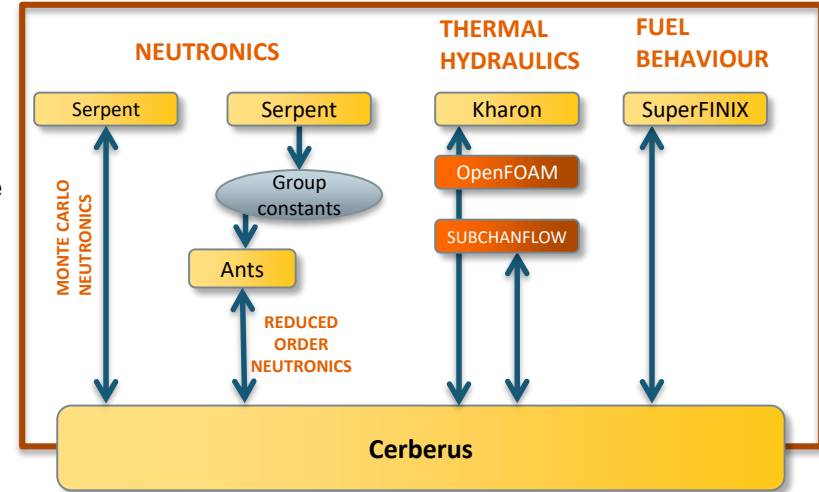 NEUTRONICS
THERMAL
HYDRAULICS
FUEL
BEHAVIOUR
Serpent
Serpent
Kharon
SuperFINIX
OpenFOAM
Group
constants
SUBCHANFLOW
Ants
MONTE CARLO
NEUTRONICS
REDUCED
ORDER
NEUTRONICS
Cerberus